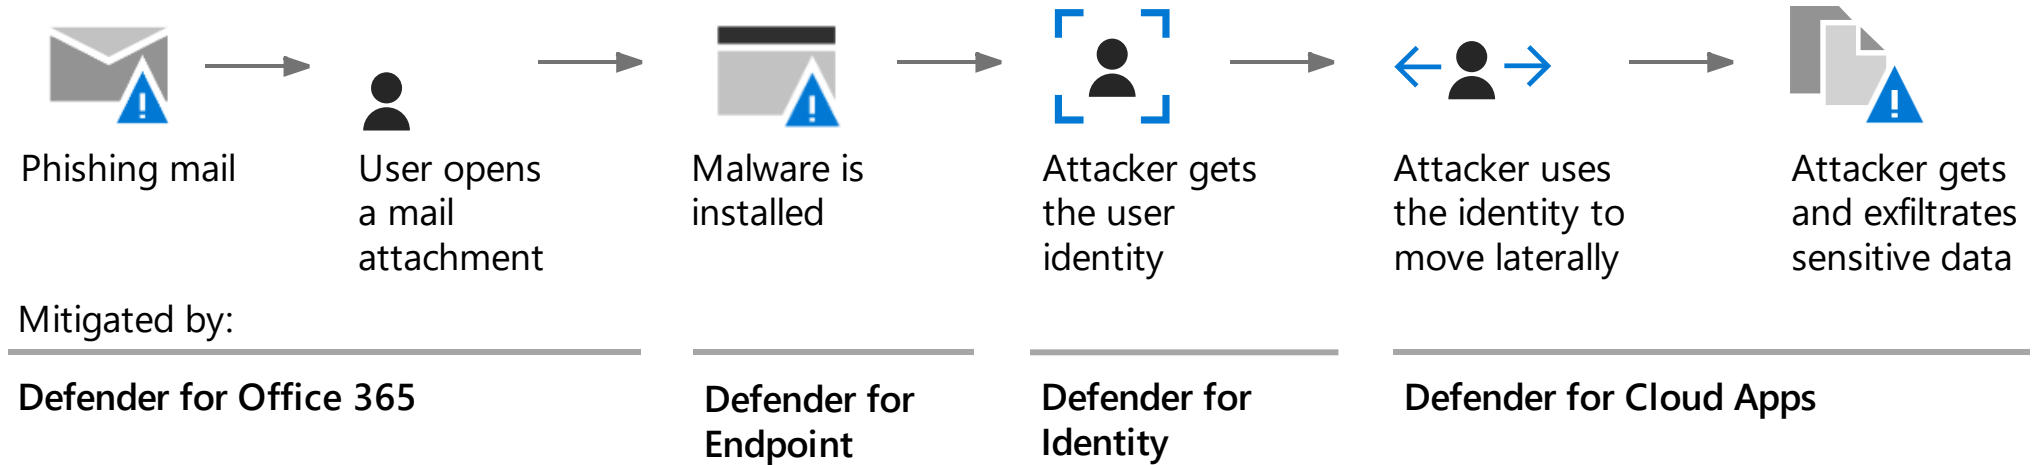 Phishing mail
User opens
a mail
attachment
Malware is
installed
Attacker gets
the user
identity
Attacker uses
the identity to
move laterally
Attacker gets
and exfiltrates
sensitive data
Mitigated by:
Defender for Office 365
Defender for
Endpoint
Defender for
Identity
Defender for Cloud Apps